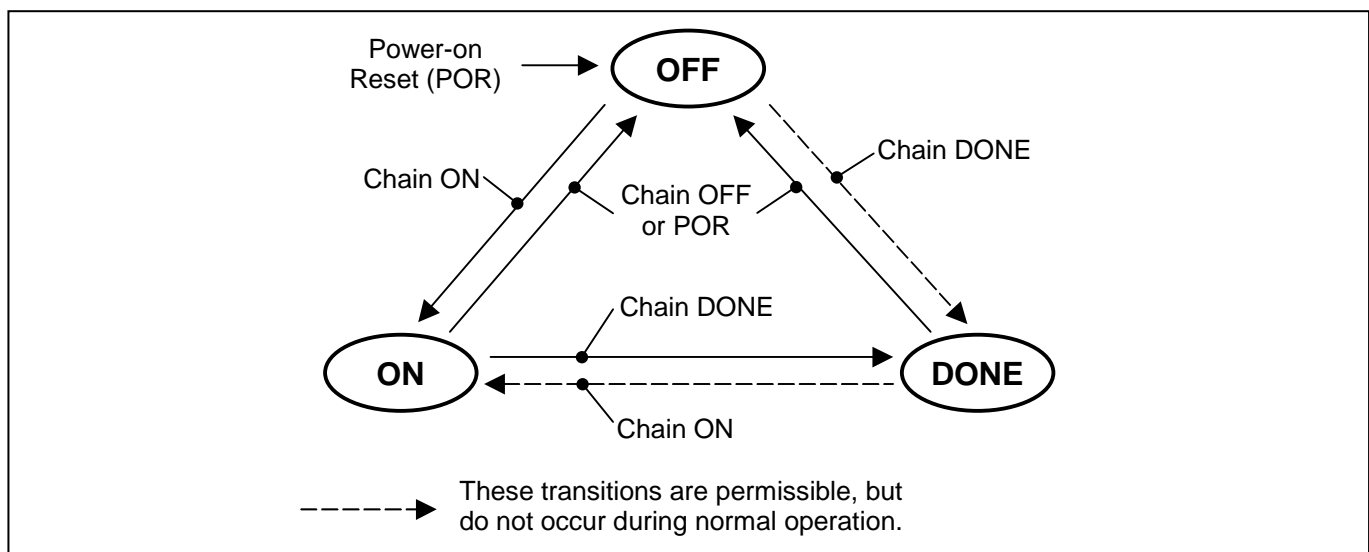 Power-on
Reset (POR)
OFF
Chain DONE
Chain ON
Chain OFF
or POR
Chain DONE
ON
DONE
Chain ON
These transitions are permissible, but
do not occur during normal operation.